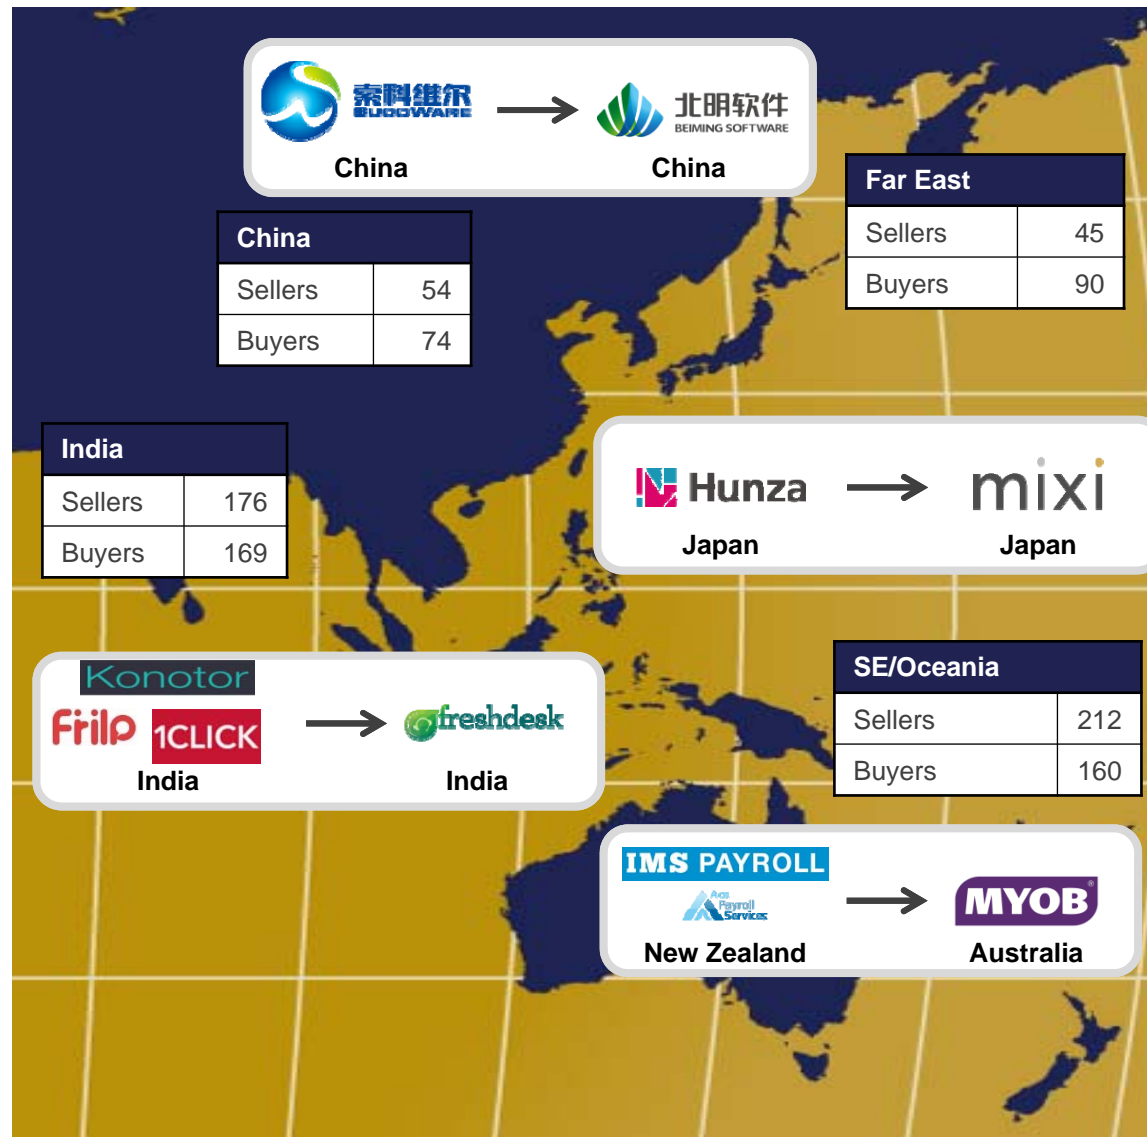 索科维尔
SUCOWARE
北明软件
BEIMING SOFTWARE
China
China
Far East
Sellers 45
Buyers 90
China
Sellers 54
Buyers 74
India
Sellers 176
Buyers 169
Hunza
mixi
Japan
Japan
Konotor
Frilp
1CLICK
freshdesk
India
India
SE/Oceania
Sellers 212
Buyers 160
IMS PAYROLL
Payroll
Services
MYOB
New Zealand
Australia